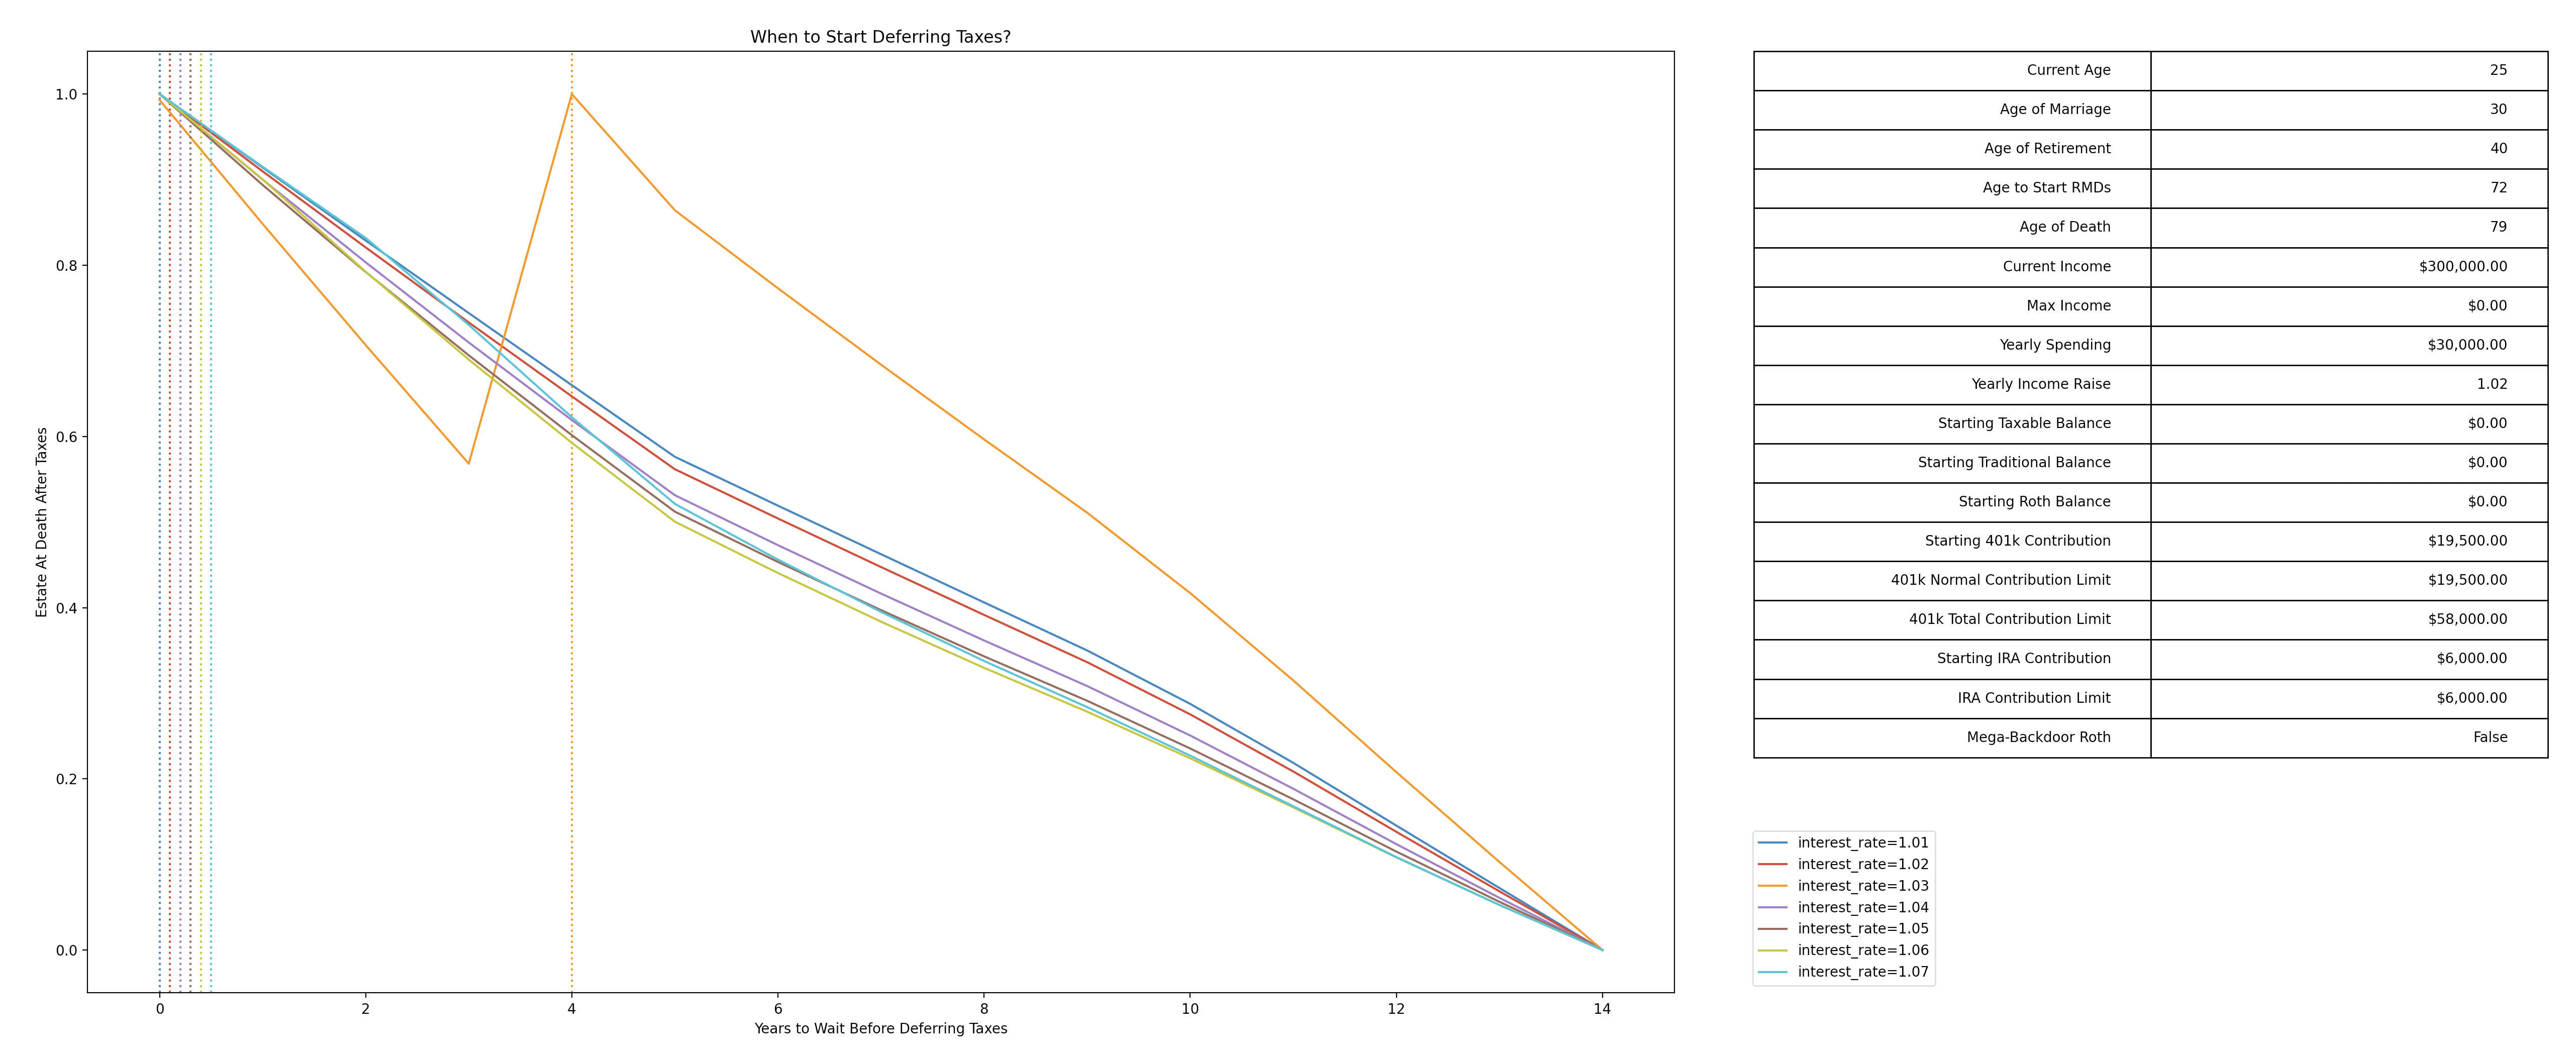 When to Start Deferring Taxes?
Estate At Death After Taxes
1.0
0.8
0.6
0.4
0.2
0.0
0 2 4 6 8 10 12 14
Years to Wait Before Deferring Taxes
Current Age 25
Age of Marriage 30
Age of Retirement 40
Age to Start RMDs 72
Age of Death 79
Current Income $300,000.00
Max Income $0.00
Yearly Spending $30,000.00
Yearly Income Raise 1.02
Starting Taxable Balance $0.00
Starting Traditional Balance $0.00
Starting Roth Balance $0.00
Starting 401k Contribution $19,500.00
401k Normal Contribution Limit $19,500.00
401k Total Contribution Limit $58,000.00
Starting IRA Contribution $6,000.00
IRA Contribution Limit $6,000.00
Mega-Backdoor Roth False
interest_rate=1.01
interest_rate=1.02
interest_rate=1.03
interest_rate=1.04
interest_rate=1.05
interest_rate=1.06
interest_rate=1.07